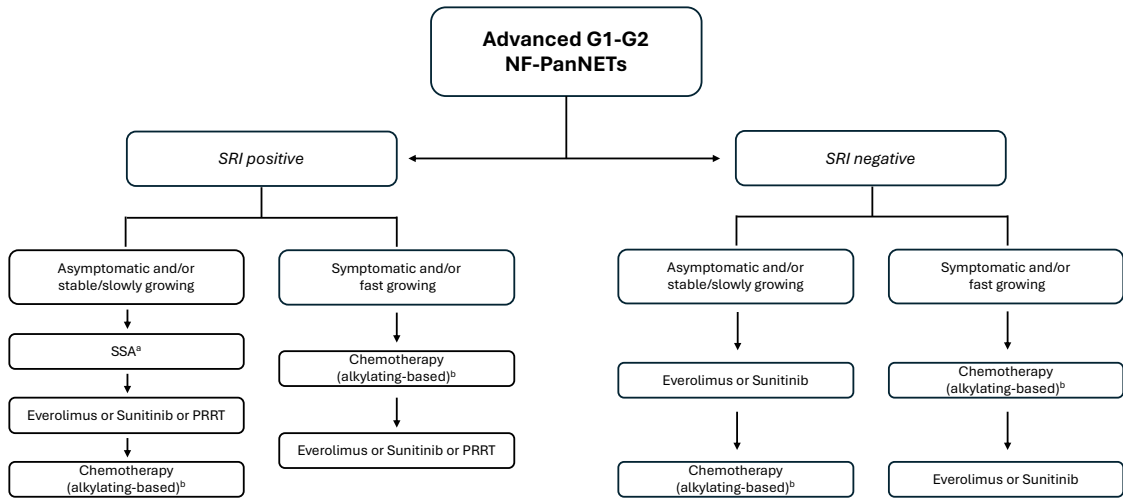 Advanced G1-G2
NF-PanNETs
SRI positive
SRI negative
Asymptomatic and/or
stable/slowly growing
Symptomatic and/or
fast growing
Asymptomatic and/or
stable/slowly growing
Symptomatic and/or
fast growing
SSAᵃ
Chemotherapy
(alkylating-based)ᵇ
Everolimus or Sunitinib
Chemotherapy
(alkylating-based)ᵇ
Everolimus or Sunitinib or PRRT
Everolimus or Sunitinib or PRRT
Chemotherapy
(alkylating-based)ᵇ
Chemotherapy
(alkylating-based)ᵇ
Everolimus or Sunitinib